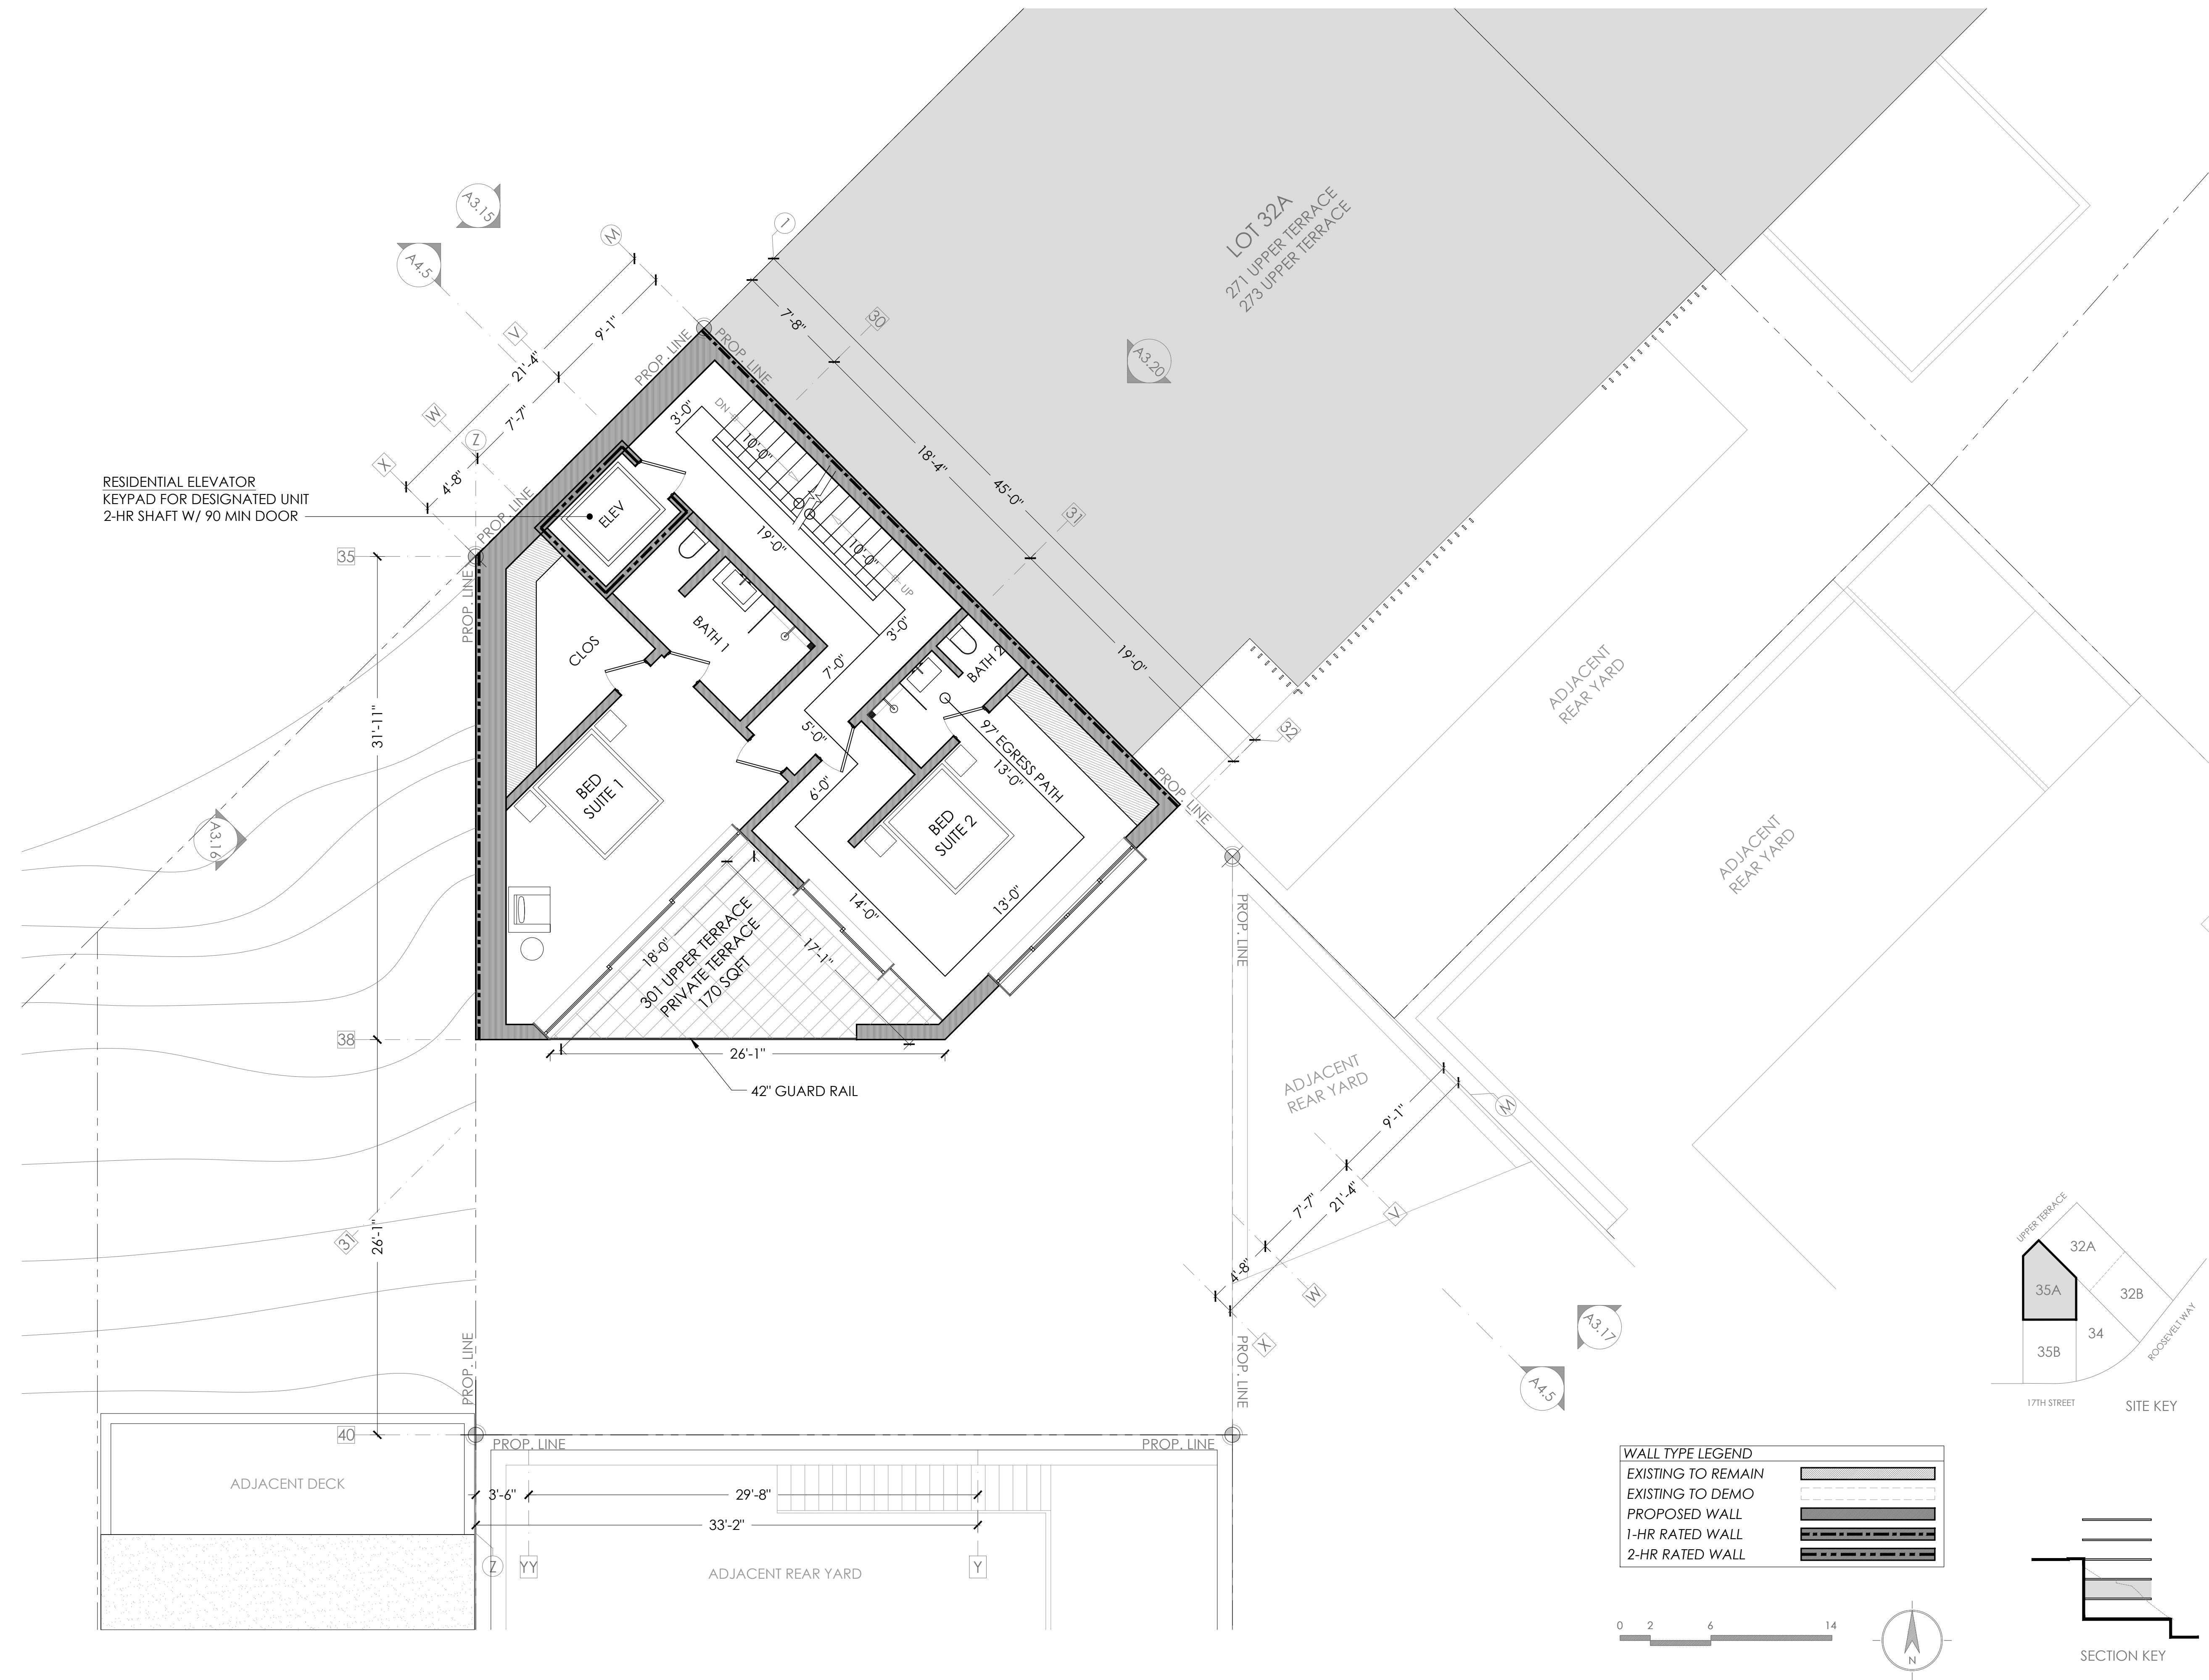 A3.15
A4.5
M
1
LOT 32A
271 UPPER TERRACE
273 UPPER TERRACE
A3.20
30
V
7'-8"
9'-1"
21'-4"
PROP. LINE
PROP. LINE
W
7'-7"
Z
X
4'-8"
PROP. LINE
RESIDENTIAL ELEVATOR
KEYPAD FOR DESIGNATED UNIT
2-HR SHAFT W/ 90 MIN DOOR
3'-0"
DN
10'-0"
18'-4"
45'-0"
31
ELEV
19'-0"
10'-0"
UP
35
PROP. LINE
BATH 1
CLOS
3'-0"
7'-0"
BATH 2
19'-0"
ADJACENT
REAR YARD
31'-11"
5'-0"
32
97' EGRESS PATH
13'-0"
6'-0"
BED
SUITE 1
BED
SUITE 2
PROP. LINE
A3.16
ADJACENT
REAR YARD
14'-0"
13'-0"
18'-0"
17'-1"
301 UPPER TERRACE
PRIVATE TERRACE
170 SQFT
PROP. LINE
38
26'-1"
42" GUARD RAIL
ADJACENT
REAR YARD
M
9'-1"
7'-7"
21'-4"
V
4'-8"
W
X
31
26'-1"
PROP. LINE
PROP. LINE
A3.17
A4.5
40
PROP. LINE
PROP. LINE
ADJACENT DECK
3'-6"
29'-8"
33'-2"
Z
YY
Y
ADJACENT REAR YARD
UPPER TERRACE
32A
35A
32B
34
35B
ROOSEVELT WAY
17TH STREET
SITE KEY
WALL TYPE LEGEND
EXISTING TO REMAIN
EXISTING TO DEMO
PROPOSED WALL
1-HR RATED WALL
2-HR RATED WALL
0 2 6 14
N
SECTION KEY